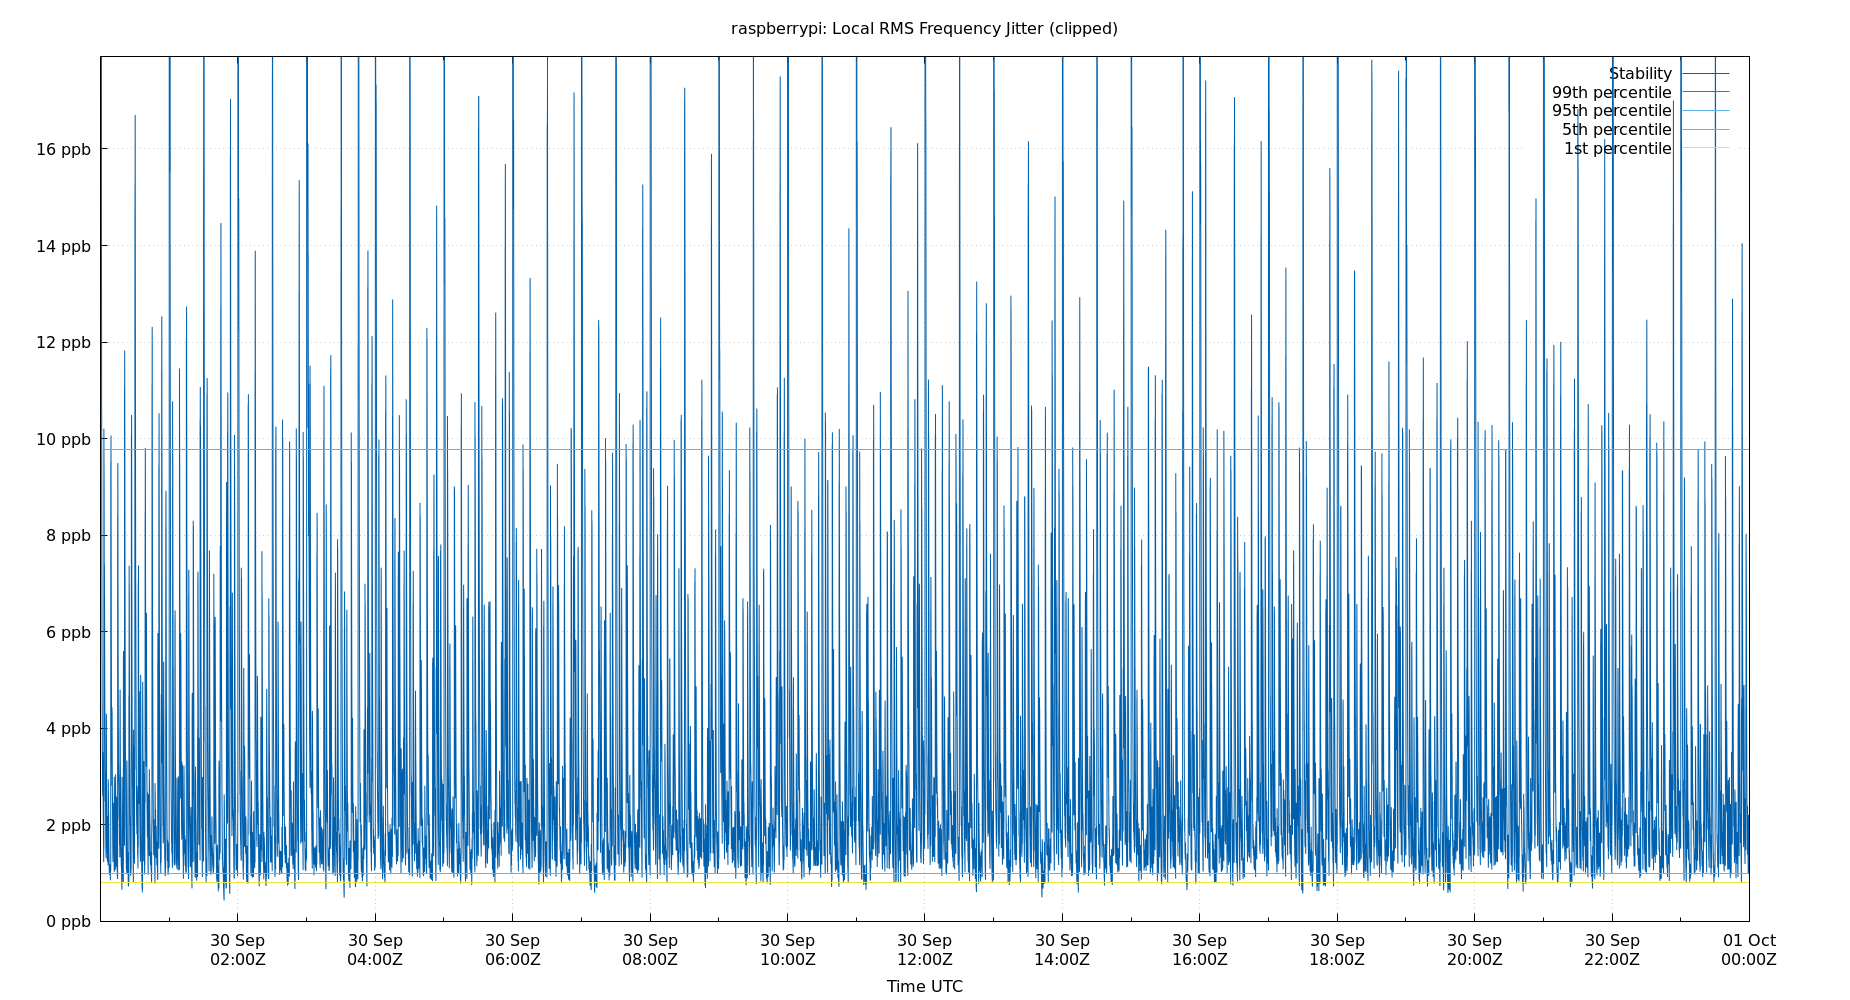 raspberrypi: Local RMS Frequency Jitter (clipped)
Stability
99th percentile
95th percentile
5th percentile
1st percentile
16 ppb
14 ppb
12 ppb
10 ppb
8 ppb
6 ppb
4 ppb
2 ppb
0 ppb
30 Sep 30 Sep 30 Sep 30 Sep 30 Sep 30 Sep 30 Sep 30 Sep 30 Sep 30 Sep 30 Sep 01 Oct
02:00Z 04:00Z 06:00Z 08:00Z 10:00Z 12:00Z 14:00Z 16:00Z 18:00Z 20:00Z 22:00Z 00:00Z
Time UTC